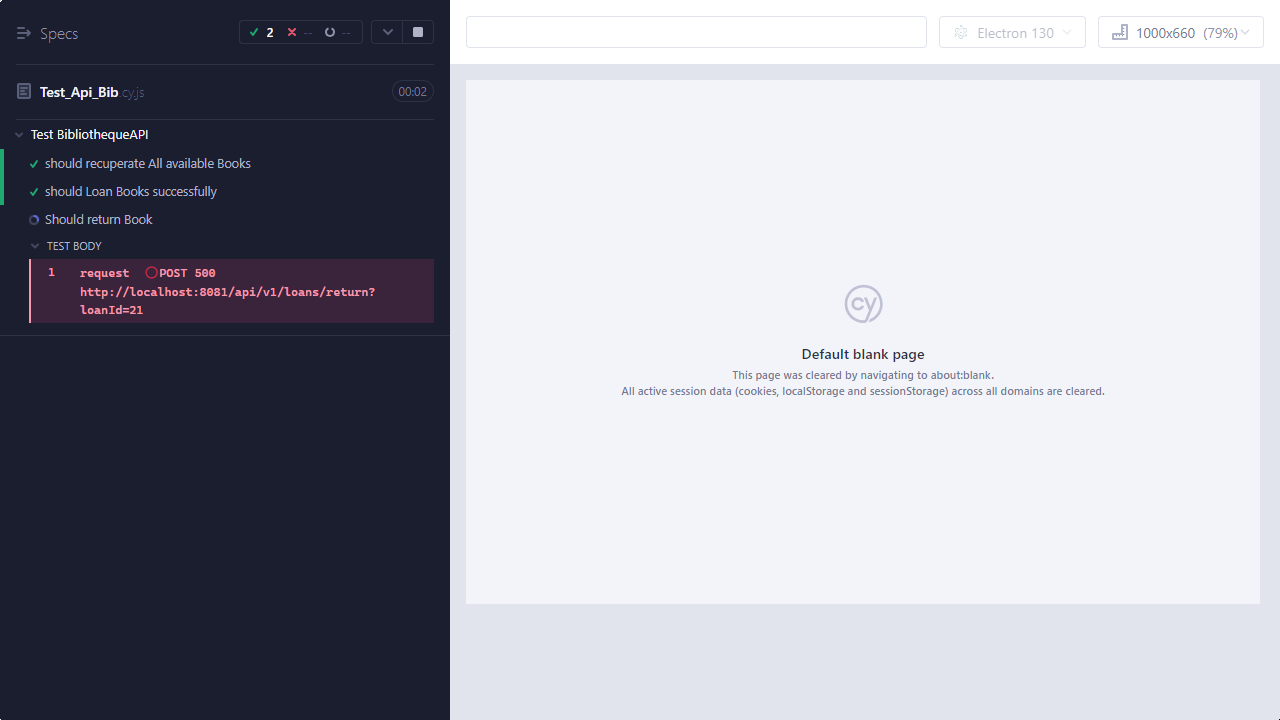 Specs
2 -- --
Electron 130
1000x660 (79%)
Test_Api_Bib.cy.js
00:02
Test BibliothequeAPI
should recuperate All available Books
should Loan Books successfully
Should return Book
TEST BODY
1 request POST 500
http://localhost:8081/api/v1/loans/return?
loanId=21
cy
Default blank page
This page was cleared by navigating to about:blank.
All active session data (cookies, localStorage and sessionStorage) across all domains are cleared.